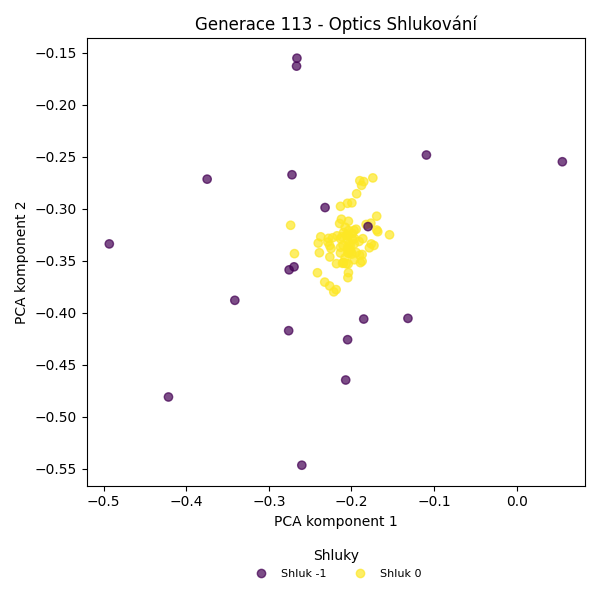 Generace 113 - Optics Shlukování
PCA komponent 2
−0.15
−0.20
−0.25
−0.30
−0.35
−0.40
−0.45
−0.50
−0.55
−0.5 −0.4 −0.3 −0.2 −0.1 0.0
PCA komponent 1
Shluky
Shluk -1 Shluk 0